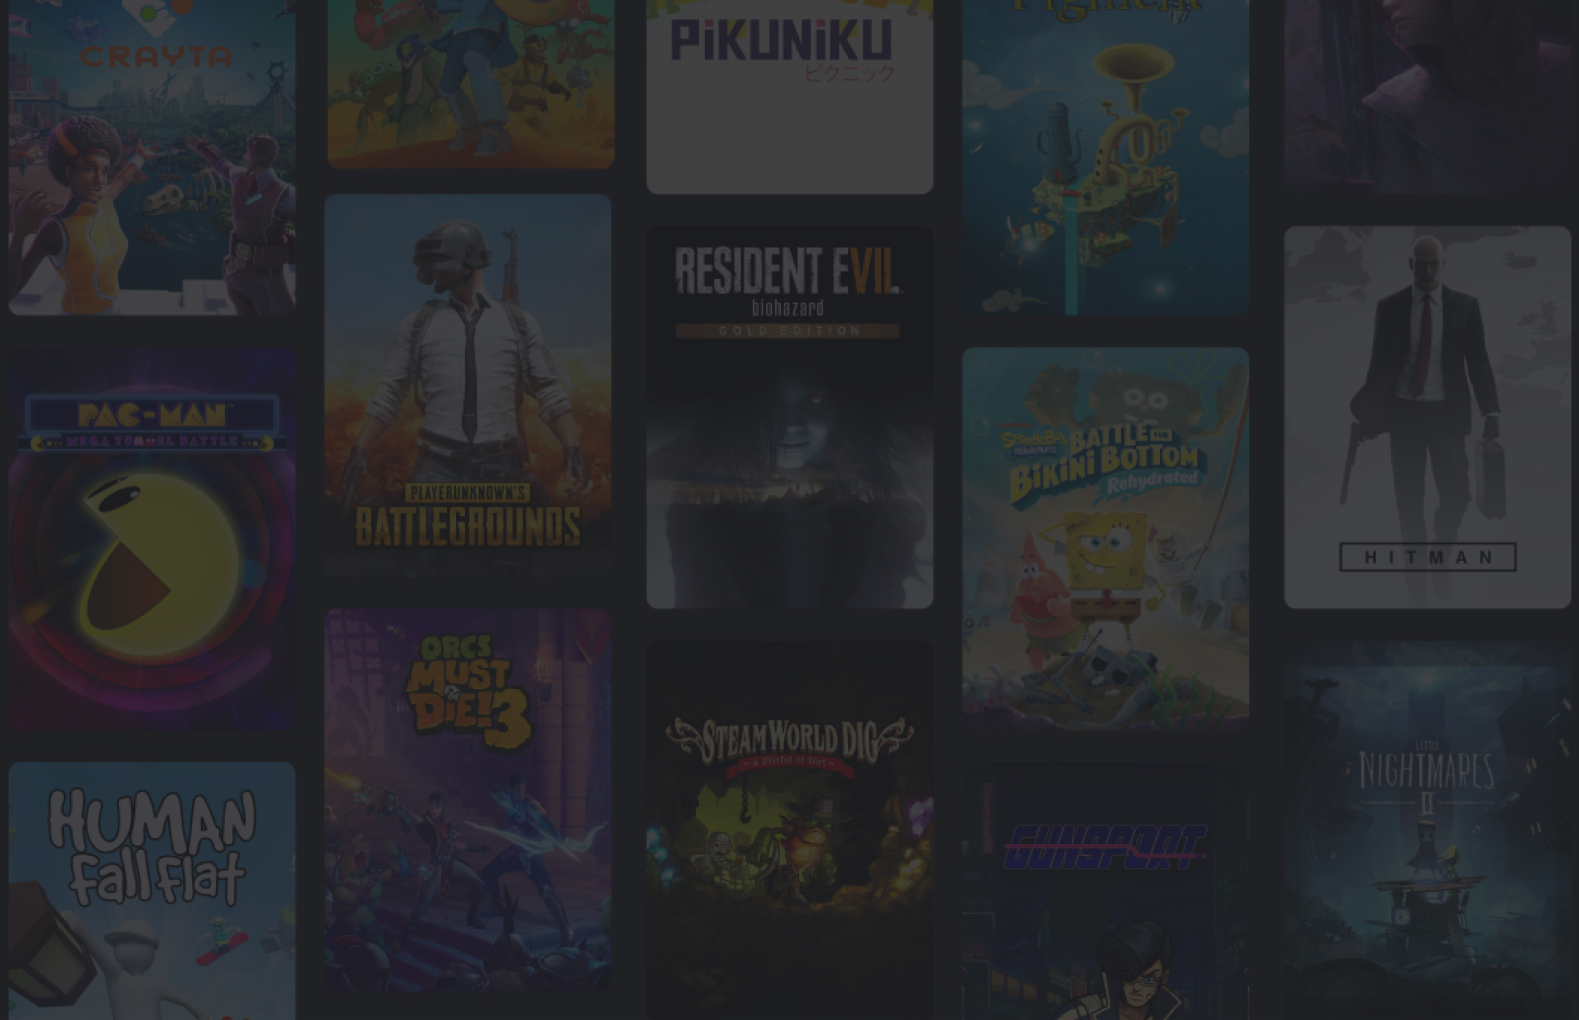 CRAYTA
PAC-MAN
MEGA TUNNEL BATTLE
HUMAN
fall flat
PLAYERUNKNOWN'S
BATTLEGROUNDS
ORCS
MUST
DIE! 3
PiKUNiKU
ピクニック
RESIDENT EVIL
biohazard
GOLD EDITION
STEAMWORLD DIG
A Fistful of Dirt
SPONGEBOB
SQUAREPANTS
BATTLE FOR
BIKINI BOTTOM
Rehydrated
GUNSPORT
HITMAN
LITTLE
NIGHTMARES
II